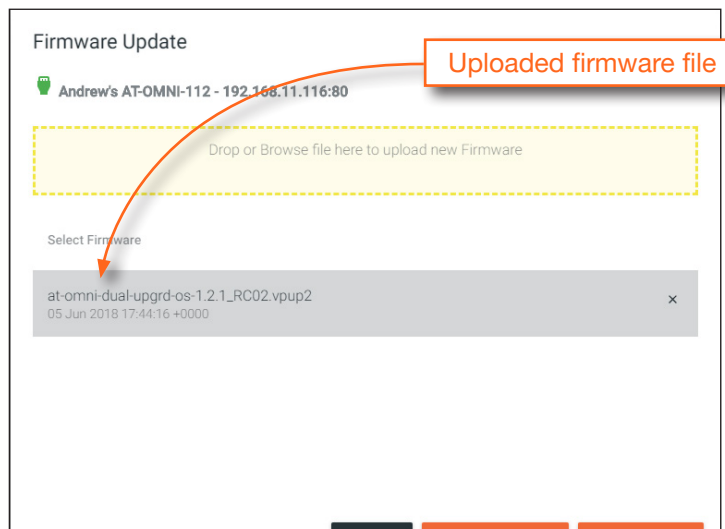 Firmware Update
Uploaded firmware file
Andrew's AT-OMNI-112 - 192.168.11.116:80
Drop or Browse file here to upload new Firmware
Select Firmware
at-omni-dual-upgrd-os-1.2.1_RC02.vpup2
×
05 Jun 2018 17:44:16 +0000